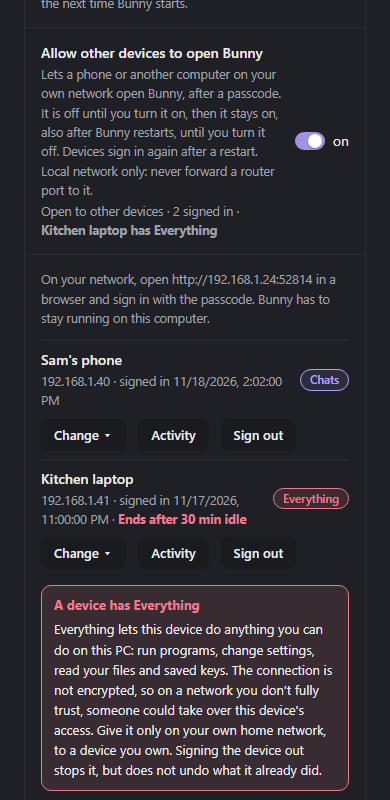 the next time Bunny starts.
Allow other devices to open Bunny
Lets a phone or another computer on your
own network open Bunny, after a passcode.
It is off until you turn it on, then it stays on,
also after Bunny restarts, until you turn it
off. Devices sign in again after a restart.
Local network only: never forward a router
port to it.
on
Open to other devices · 2 signed in ·
Kitchen laptop has Everything
On your network, open http://192.168.1.24:52814 in a
browser and sign in with the passcode. Bunny has to
stay running on this computer.
Sam's phone
192.168.1.40 · signed in 11/18/2026, 2:02:00
PM
Chats
Change
Activity
Sign out
Kitchen laptop
192.168.1.41 · signed in 11/17/2026,
11:00:00 PM · Ends after 30 min idle
Everything
Change
Activity
Sign out
A device has Everything
Everything lets this device do anything you can
do on this PC: run programs, change settings,
read your files and saved keys. The connection is
not encrypted, so on a network you don't fully
trust, someone could take over this device's
access. Give it only on your own home network,
to a device you own. Signing the device out
stops it, but does not undo what it already did.